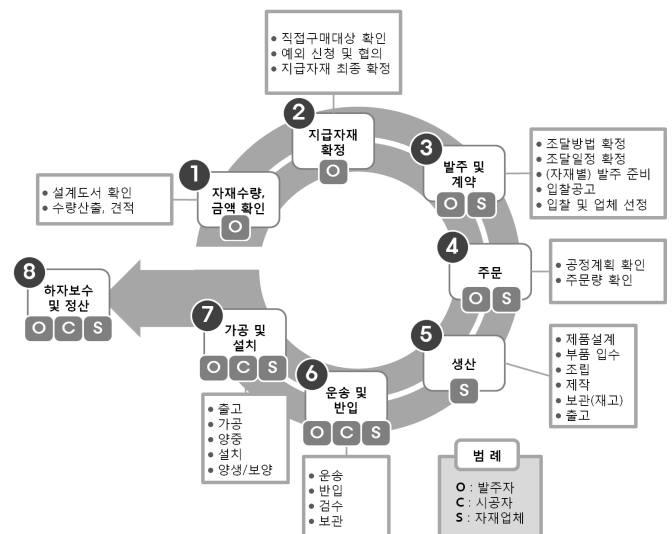 • 직접구매대상 확인
• 예외 신청 및 협의
• 지급자재 최종 확정
2
지급자재
확정
O
1
자재수량,
금액 확인
O
• 설계도서 확인
• 수량산출, 견적
3
발주 및
계약
O S
• 조달방법 확정
• 조달일정 확정
• (자재별) 발주 준비
• 입찰공고
• 입찰 및 업체 선정
4
주문
O S
• 공정계획 확인
• 주문량 확인
5
생산
S
• 제품설계
• 부품 입수
• 조립
• 제작
• 보관(재고)
• 출고
6
운송 및
반입
O C S
• 운송
• 반입
• 검수
• 보관
7
가공 및
설치
O C S
• 출고
• 가공
• 양중
• 설치
• 양생/보양
8
하자보수
및 정산
O C S
범 례
O : 발주자
C : 시공자
S : 자재업체